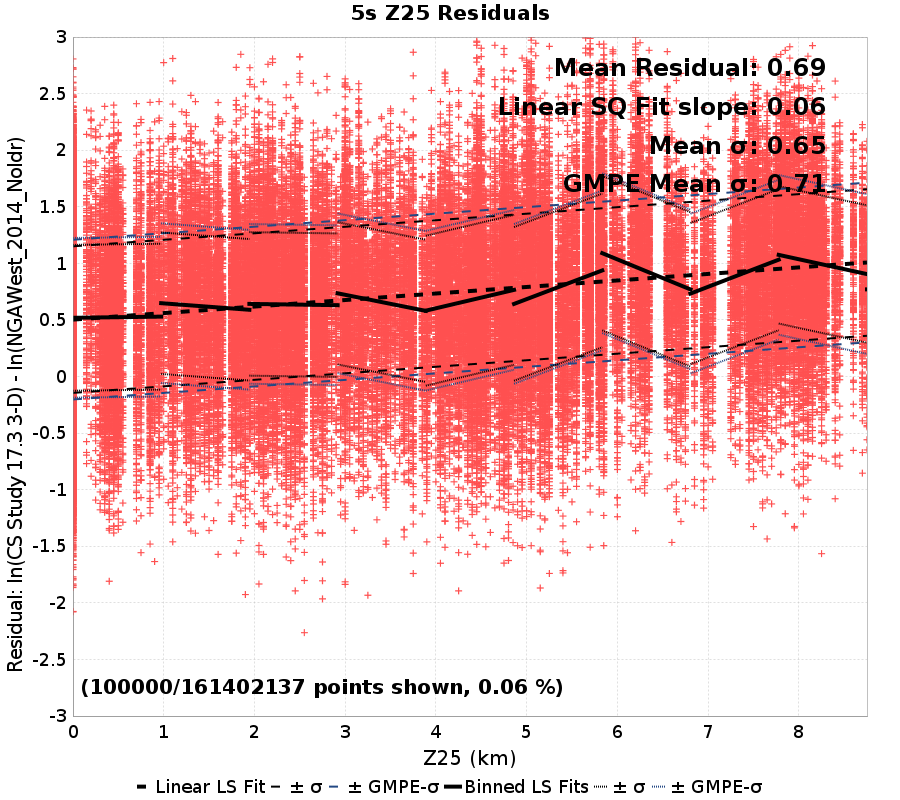 5s Z25 Residuals
Mean Residual: 0.69
Linear SQ Fit slope: 0.06
Mean σ: 0.65
GMPE Mean σ: 0.71
3
2.5
2
1.5
1
0.5
0
-0.5
-1
-1.5
-2
-2.5
-3
Residual: ln(CS Study 17.3 3-D) - ln(NGAWest_2014_NoIdr)
(100000/161402137 points shown, 0.06 %)
0 1 2 3 4 5 6 7 8
Z25 (km)
Linear LS Fit ± σ ± GMPE-σ Binned LS Fits ± σ ± GMPE-σ